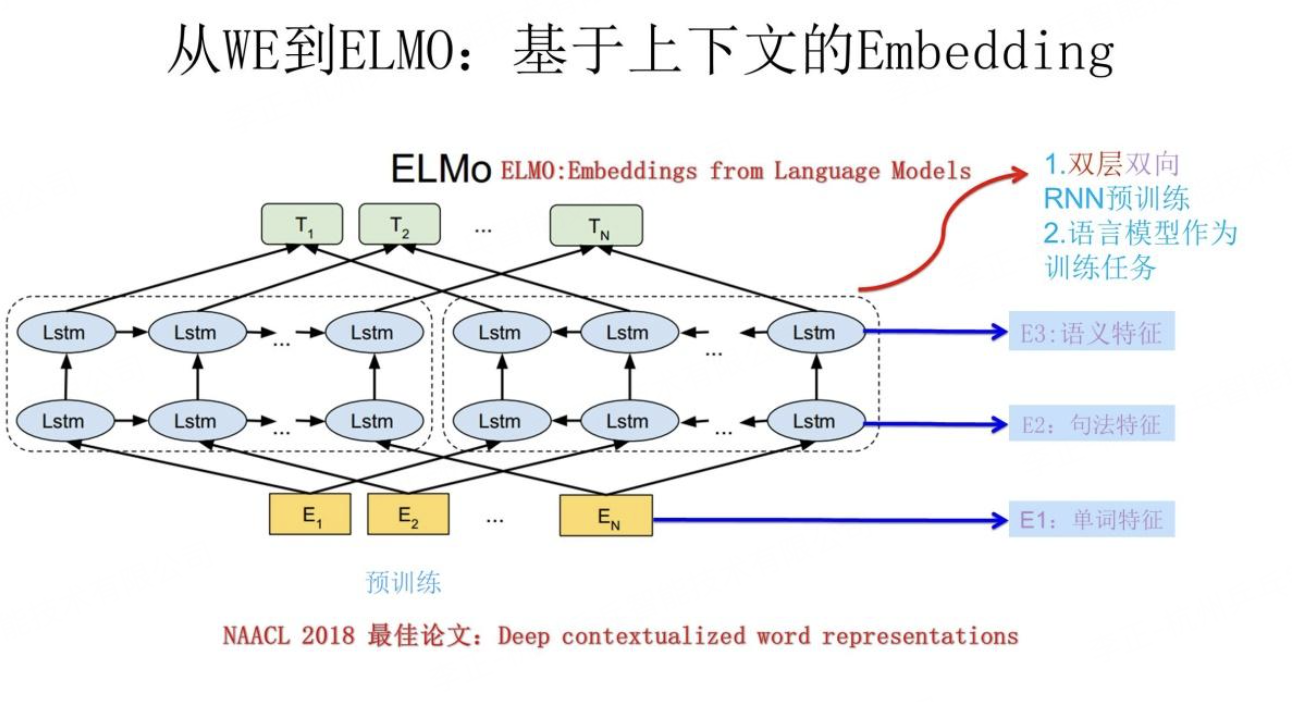 从WE到ELMO：基于上下文的Embedding
ELMo ELMO:Embeddings from Language Models
1.双层双向
RNN预训练
2.语言模型作为
训练任务
T1 T2 ... TN
Lstm Lstm ... Lstm Lstm Lstm ... Lstm
E3:语义特征
Lstm Lstm ... Lstm Lstm Lstm ... Lstm
E2：句法特征
E1 E2 ... EN
E1：单词特征
预训练
NAACL 2018 最佳论文：Deep contextualized word representations